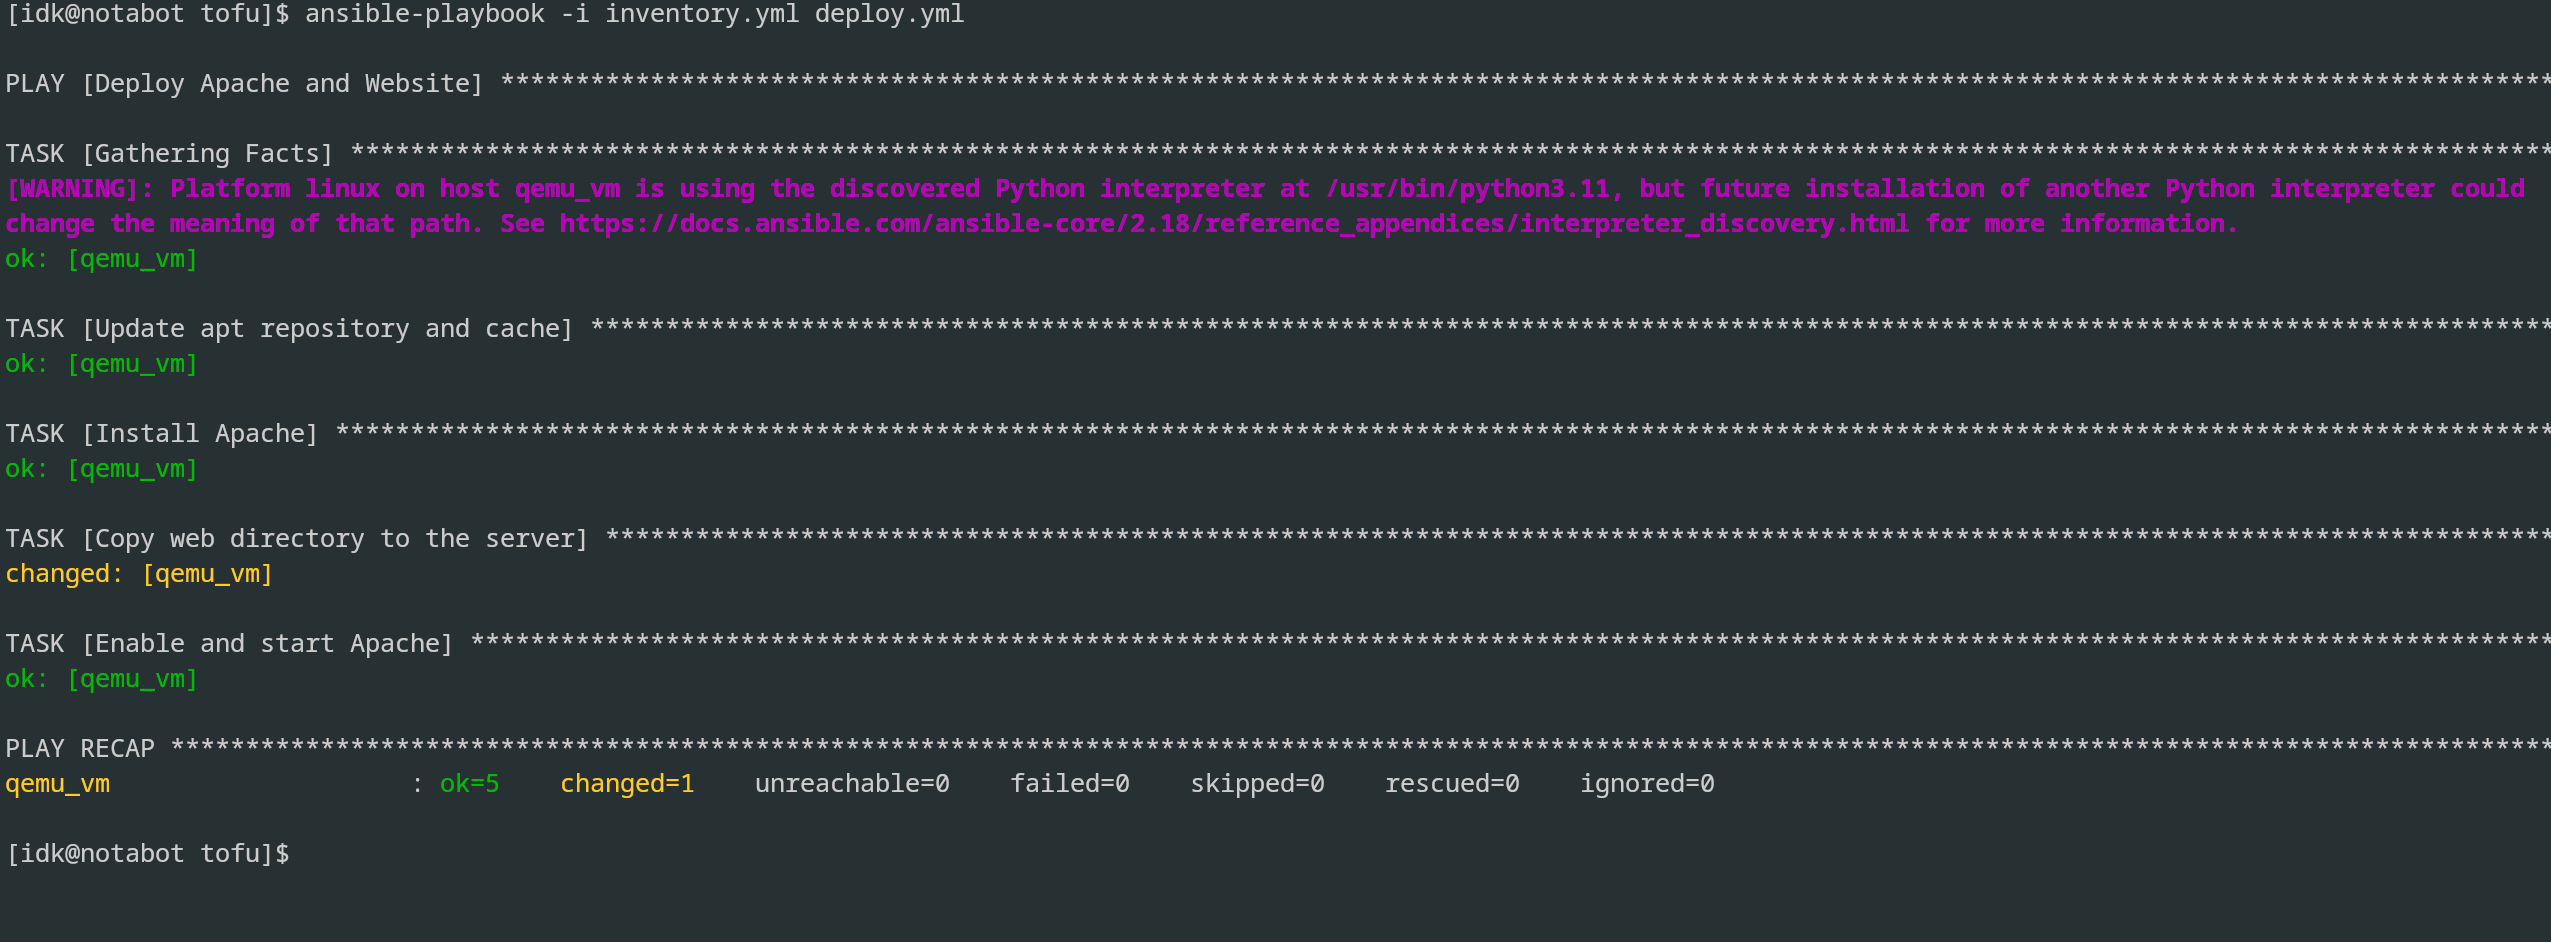 [idk@notabot tofu]$ ansible-playbook -i inventory.yml deploy.yml
PLAY [Deploy Apache and Website] *****************************************************************************************************************************************
TASK [Gathering Facts] ***************************************************************************************************************************************************
[WARNING]: Platform linux on host qemu_vm is using the discovered Python interpreter at /usr/bin/python3.11, but future installation of another Python interpreter could
change the meaning of that path. See https://docs.ansible.com/ansible-core/2.18/reference_appendices/interpreter_discovery.html for more information.
ok: [qemu_vm]
TASK [Update apt repository and cache] ***********************************************************************************************************************************
ok: [qemu_vm]
TASK [Install Apache] ****************************************************************************************************************************************************
ok: [qemu_vm]
TASK [Copy web directory to the server] **********************************************************************************************************************************
changed: [qemu_vm]
TASK [Enable and start Apache] *******************************************************************************************************************************************
ok: [qemu_vm]
PLAY RECAP ***************************************************************************************************************************************************************
qemu_vm                    : ok=5    changed=1    unreachable=0    failed=0    skipped=0    rescued=0    ignored=0
[idk@notabot tofu]$